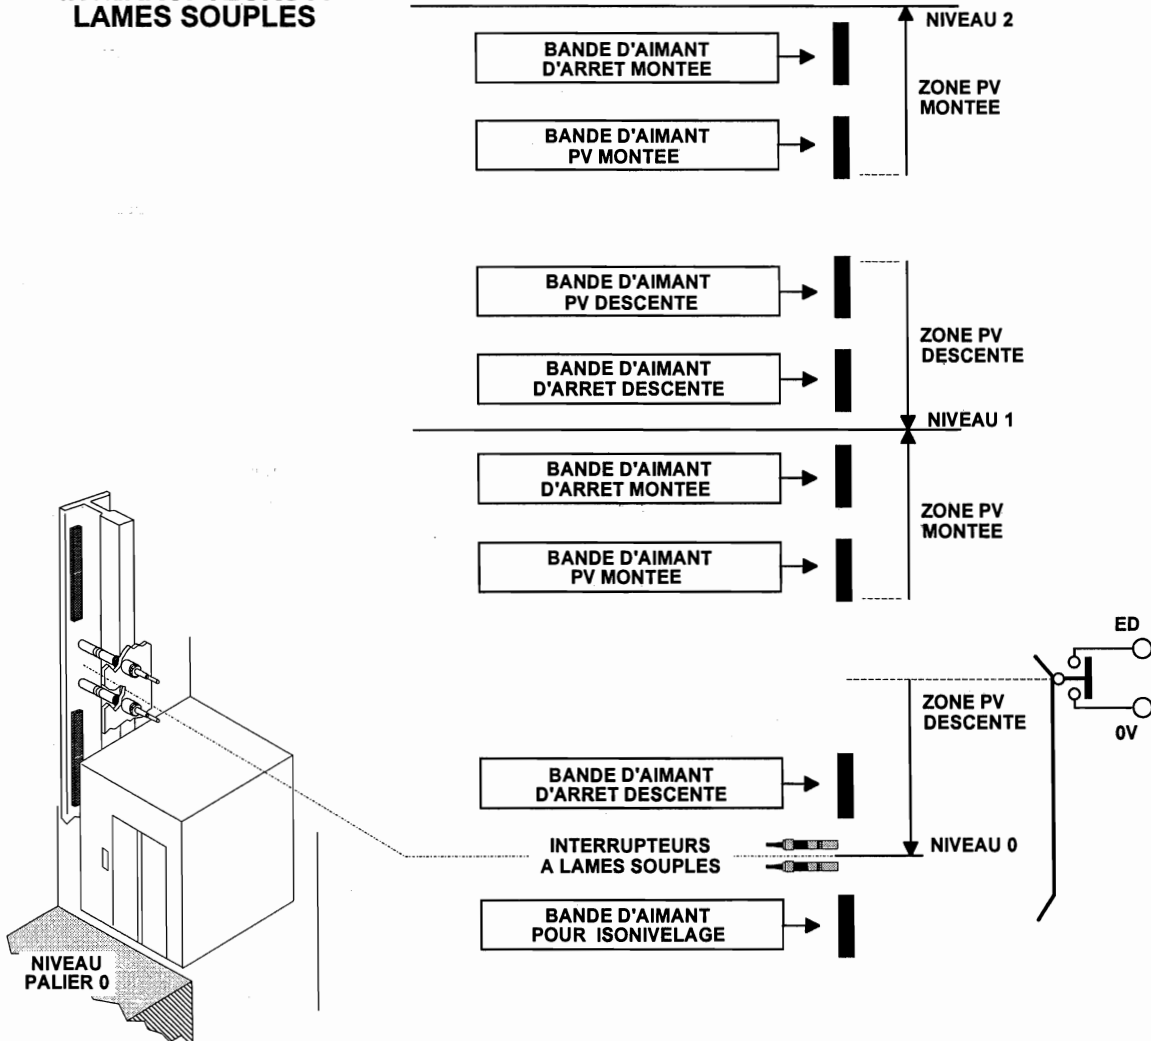 LAMES SOUPLES
NIVEAU 2
BANDE D'AIMANT
D'ARRET MONTEE
ZONE PV
MONTEE
BANDE D'AIMANT
PV MONTEE
BANDE D'AIMANT
PV DESCENTE
ZONE PV
DESCENTE
BANDE D'AIMANT
D'ARRET DESCENTE
NIVEAU 1
BANDE D'AIMANT
D'ARRET MONTEE
ZONE PV
MONTEE
BANDE D'AIMANT
PV MONTEE
ED
ZONE PV
DESCENTE
0V
BANDE D'AIMANT
D'ARRET DESCENTE
INTERRUPTEURS
A LAMES SOUPLES
NIVEAU 0
BANDE D'AIMANT
POUR ISONIVELAGE
NIVEAU
PALIER 0